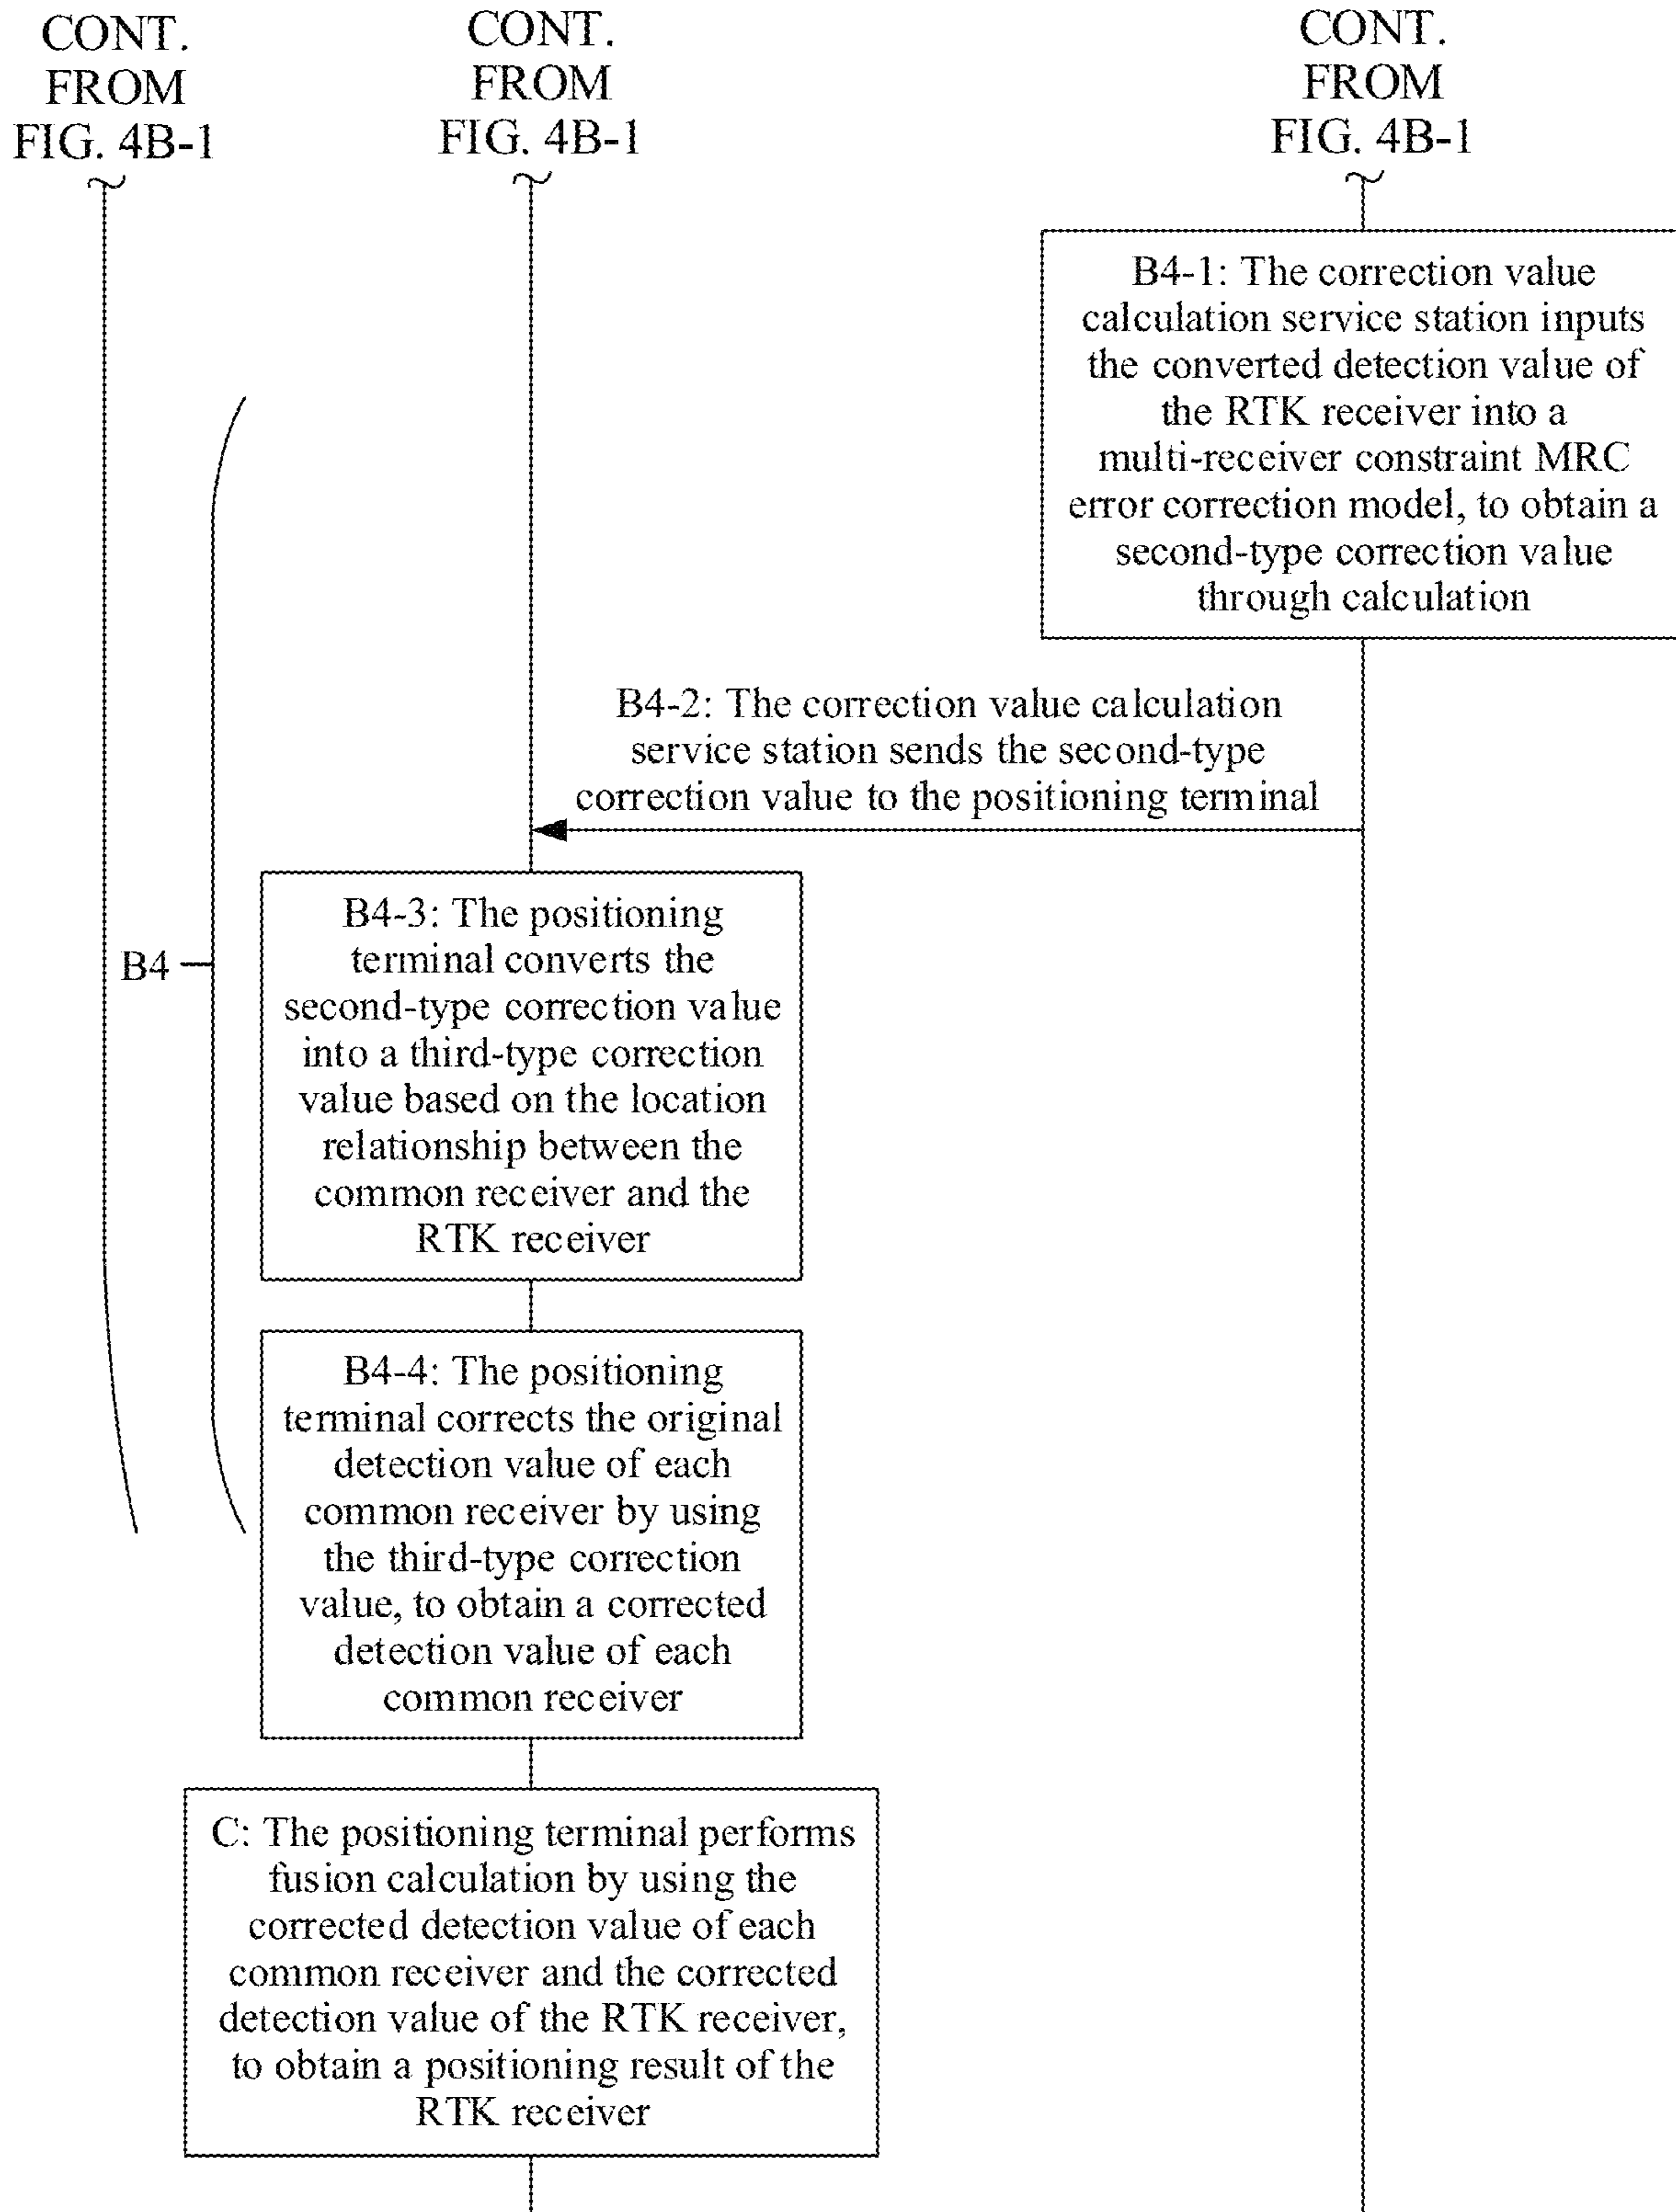 CONT.
FROM
FIG. 4B-1
CONT.
FROM
FIG. 4B-1
CONT.
FROM
FIG. 4B-1
B4-1: The correction value
calculation service station inputs
the converted detection value of
the RTK receiver into a
multi-receiver constraint MRC
error correction model, to obtain a
second-type correction value
through calculation
B4-2: The correction value calculation
service station sends the second-type
correction value to the positioning terminal
B4
B4-3: The positioning
terminal converts the
second-type correction value
into a third-type correction
value based on the location
relationship between the
common receiver and the
RTK receiver
B4-4: The positioning
terminal corrects the original
detection value of each
common receiver by using
the third-type correction
value, to obtain a corrected
detection value of each
common receiver
C: The positioning terminal performs
fusion calculation by using the
corrected detection value of each
common receiver and the corrected
detection value of the RTK receiver,
to obtain a positioning result of the
RTK receiver